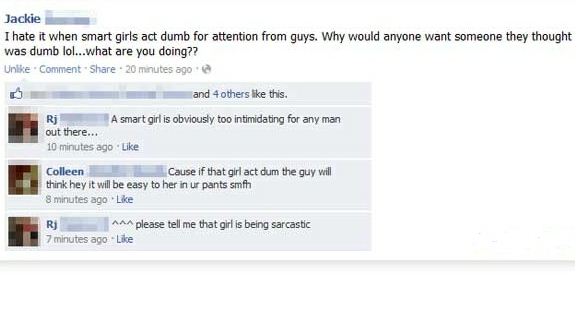 Jackie
I hate it when smart girls act dumb for attention from guys. Why would anyone want someone they thought
was dumb lol...what are you doing??
Unlike · Comment · Share · 20 minutes ago ·
and 4 others like this.
Rj A smart girl is obviously too intimidating for any man
out there...
10 minutes ago · Like
Colleen Cause if that girl act dum the guy will
think hey it will be easy to her in ur pants smfh
8 minutes ago · Like
Rj ^^^ please tell me that girl is being sarcastic
7 minutes ago · Like